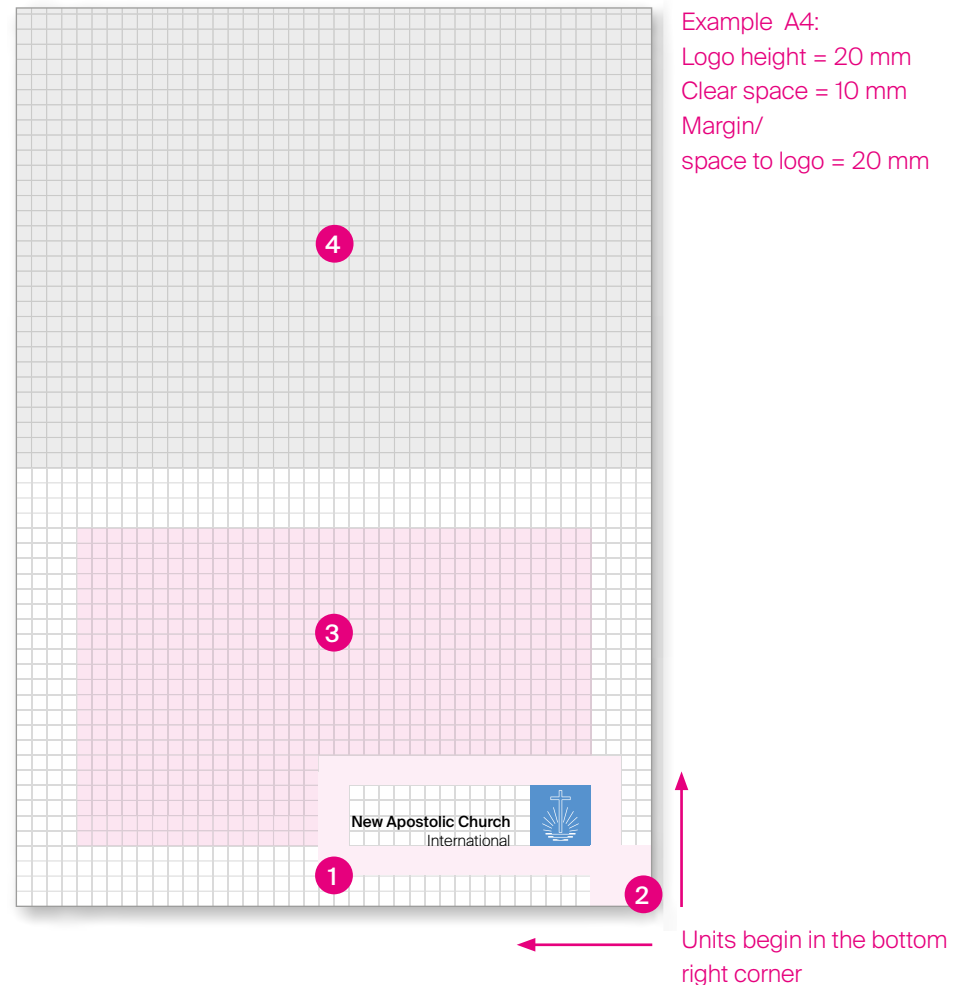 Example A4:
Logo height = 20 mm
Clear space = 10 mm
Margin/
space to logo = 20 mm
4
3
New Apostolic Church
International
1
2
Units begin in the bottom
right corner